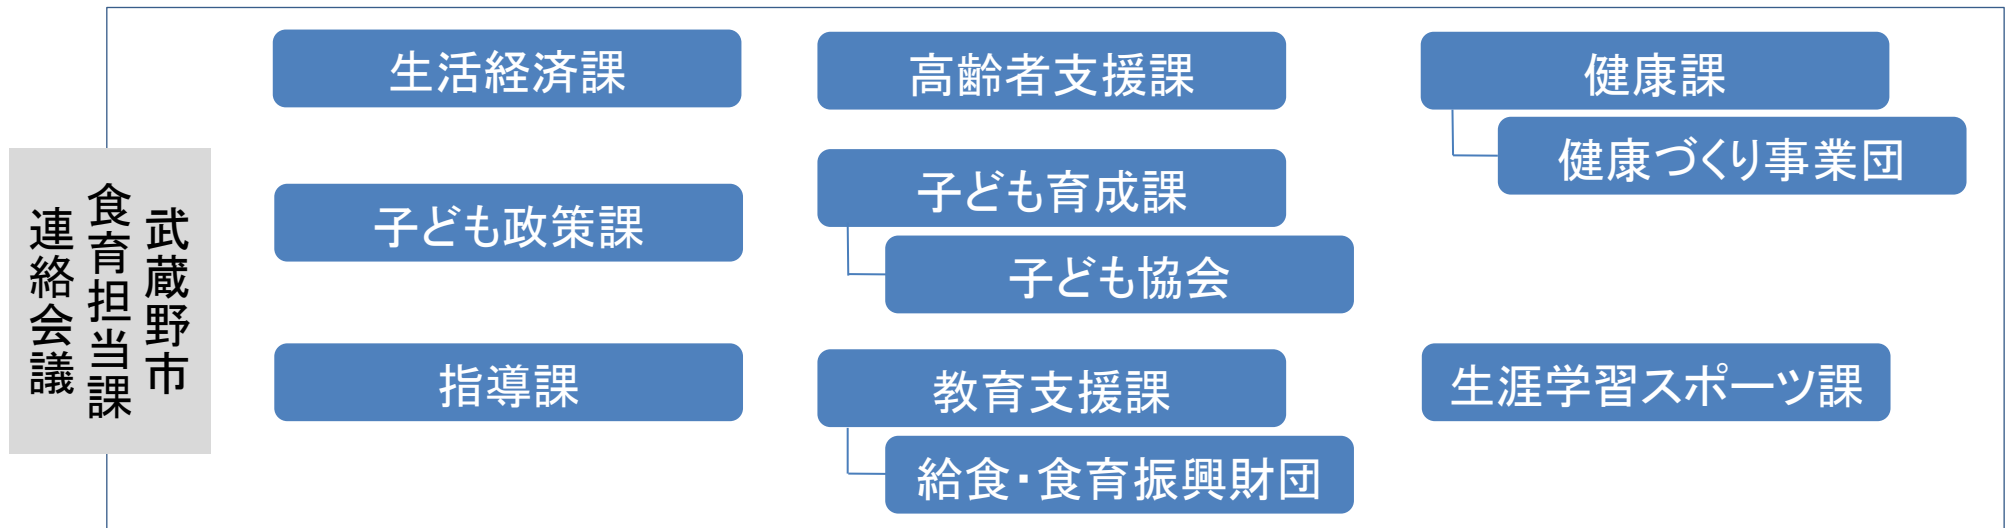 武蔵野市
食育担当課
連絡会議
生活経済課
高齢者支援課
健康課
健康づくり事業団
子ども政策課
子ども育成課
子ども協会
指導課
教育支援課
給食・食育振興財団
生涯学習スポーツ課